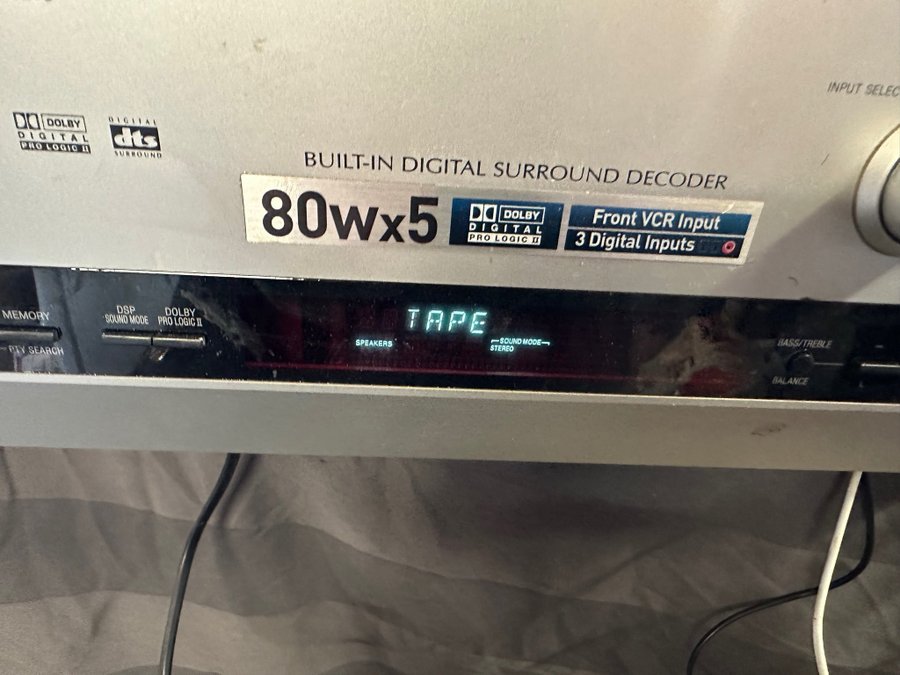 INPUT SELEC
DOLBY
DIGITAL
PRO LOGIC II
DIGITAL
dts
SURROUND
BUILT-IN DIGITAL SURROUND DECODER
80Wx5
DOLBY
DIGITAL
PRO LOGIC II
Front VCR Input
3 Digital Inputs
MEMORY
PTY SEARCH
DSP
SOUND MODE
DOLBY
PRO LOGIC II
TAPE
SPEAKERS
SOUND MODE
STEREO
BASS/TREBLE
BALANCE